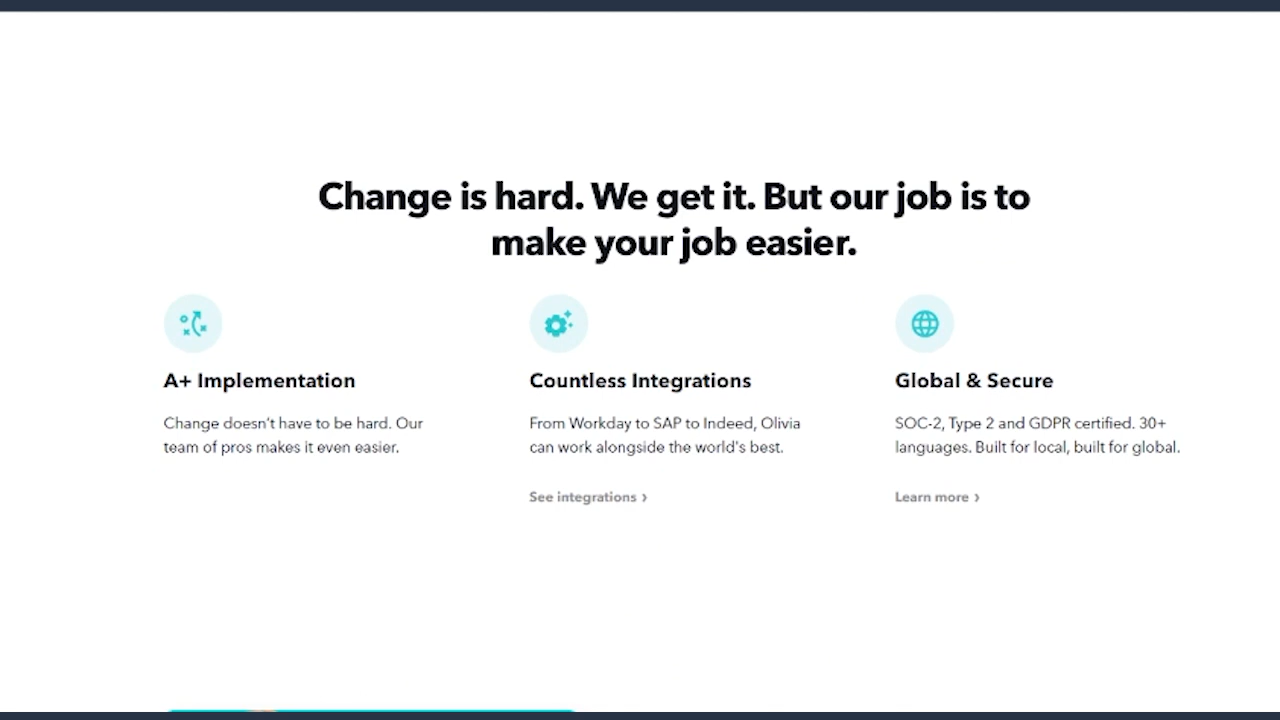 Change is hard. We get it. But our job is to
make your job easier.
A+ Implementation
Change doesn't have to be hard. Our
team of pros makes it even easier.
Countless Integrations
From Workday to SAP to Indeed, Olivia
can work alongside the world's best.
See integrations ›
Global & Secure
SOC-2, Type 2 and GDPR certified. 30+
languages. Built for local, built for global.
Learn more ›